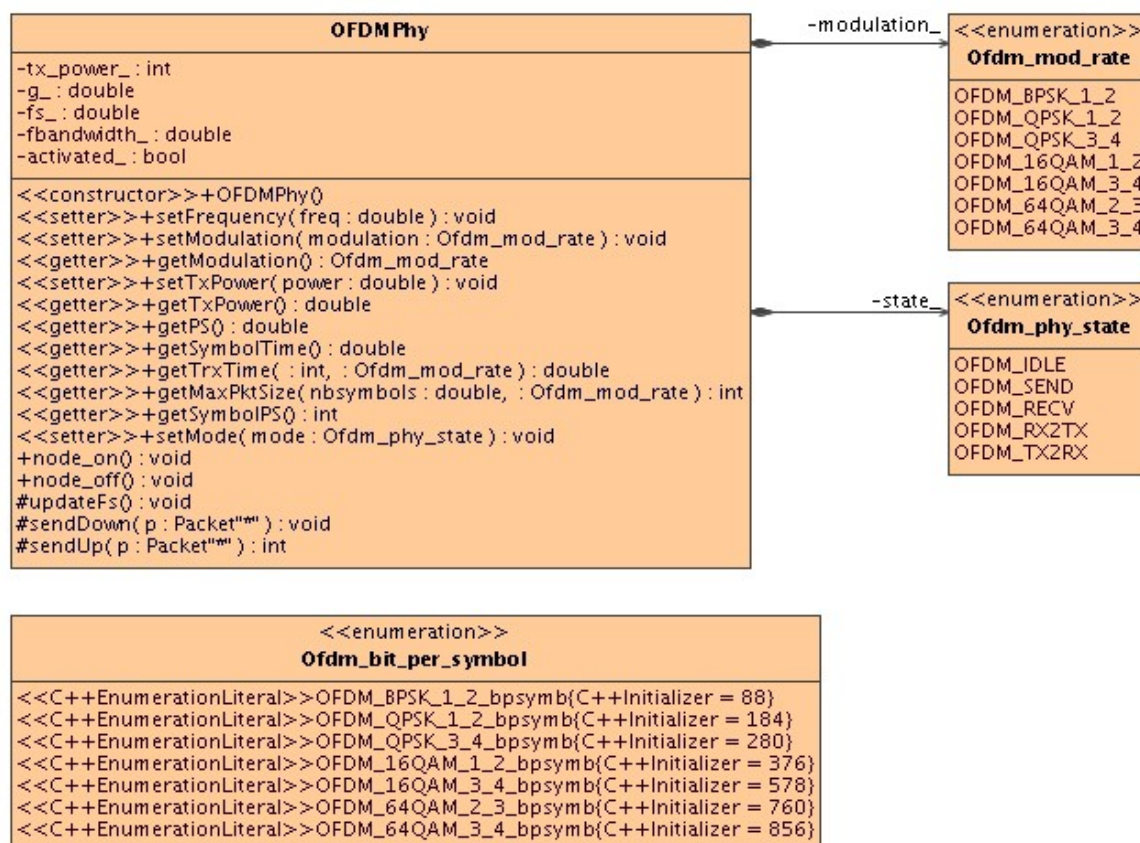 OFDMPhy
-tx_power_ : int
-g_ : double
-fs_ : double
-fbandwidth_ : double
-activated_ : bool
<<constructor>>+OFDMPhy()
<<setter>>+setFrequency( freq : double ) : void
<<setter>>+setModulation( modulation : Ofdm_mod_rate ) : void
<<getter>>+getModulation() : Ofdm_mod_rate
<<setter>>+setTxPower( power : double ) : void
<<getter>>+getTxPower() : double
<<getter>>+getPS() : double
<<getter>>+getSymbolTime() : double
<<getter>>+getTrxTime( : int, : Ofdm_mod_rate ) : double
<<getter>>+getMaxPktSize( nbsymbols : double, : Ofdm_mod_rate ) : int
<<getter>>+getSymbolPS() : int
<<setter>>+setMode( mode : Ofdm_phy_state ) : void
+node_on() : void
+node_off() : void
#updateFs() : void
#sendDown( p : Packet"*" ) : void
#sendUp( p : Packet"*" ) : int
-modulation_
<<enumeration>>
Ofdm_mod_rate
OFDM_BPSK_1_2
OFDM_QPSK_1_2
OFDM_QPSK_3_4
OFDM_16QAM_1_2
OFDM_16QAM_3_4
OFDM_64QAM_2_3
OFDM_64QAM_3_4
-state_
<<enumeration>>
Ofdm_phy_state
OFDM_IDLE
OFDM_SEND
OFDM_RECV
OFDM_RX2TX
OFDM_TX2RX
<<enumeration>>
Ofdm_bit_per_symbol
<<C++EnumerationLiteral>>OFDM_BPSK_1_2_bpsymb{C++Initializer = 88}
<<C++EnumerationLiteral>>OFDM_QPSK_1_2_bpsymb{C++Initializer = 184}
<<C++EnumerationLiteral>>OFDM_QPSK_3_4_bpsymb{C++Initializer = 280}
<<C++EnumerationLiteral>>OFDM_16QAM_1_2_bpsymb{C++Initializer = 376}
<<C++EnumerationLiteral>>OFDM_16QAM_3_4_bpsymb{C++Initializer = 578}
<<C++EnumerationLiteral>>OFDM_64QAM_2_3_bpsymb{C++Initializer = 760}
<<C++EnumerationLiteral>>OFDM_64QAM_3_4_bpsymb{C++Initializer = 856}